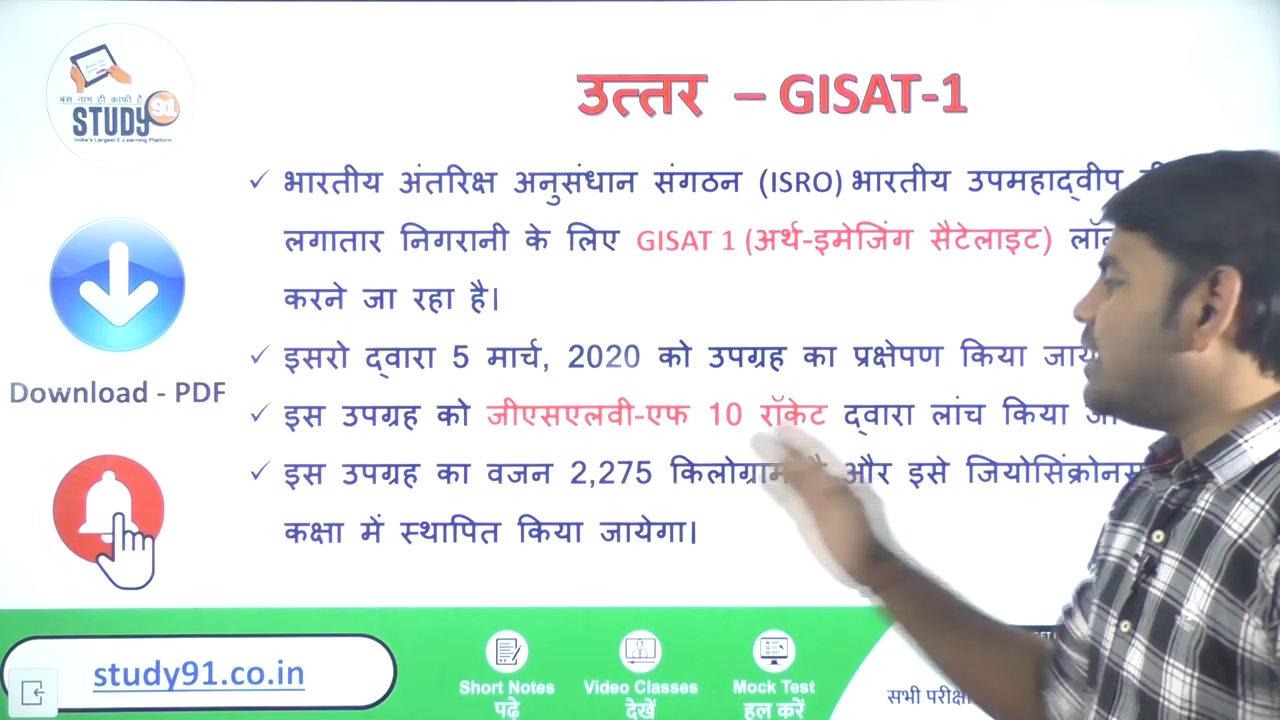 बस नाम ही काफी है
STUDY 91
India's Largest E-Learning Platform
उत्तर – GISAT-1
✓ भारतीय अंतरिक्ष अनुसंधान संगठन (ISRO) भारतीय उपमहाद्वीप
लगातार निगरानी के लिए GISAT 1 (अर्थ-इमेजिंग सैटेलाइट)
करने जा रहा है।
✓ इसरो द्वारा 5 मार्च, 2020 को उपग्रह का प्रक्षेपण किया
✓ इस उपग्रह को जीएसएलवी-एफ 10 रॉकेट द्वारा लांच किया
✓ इस उपग्रह का वजन 2,275 किलोग्राम और इसे
कक्षा में स्थापित किया जायेगा।
Download - PDF
study91.co.in
Short Notes
पढ़े
Video Classes
देखें
Mock Test
हल करें
सभी